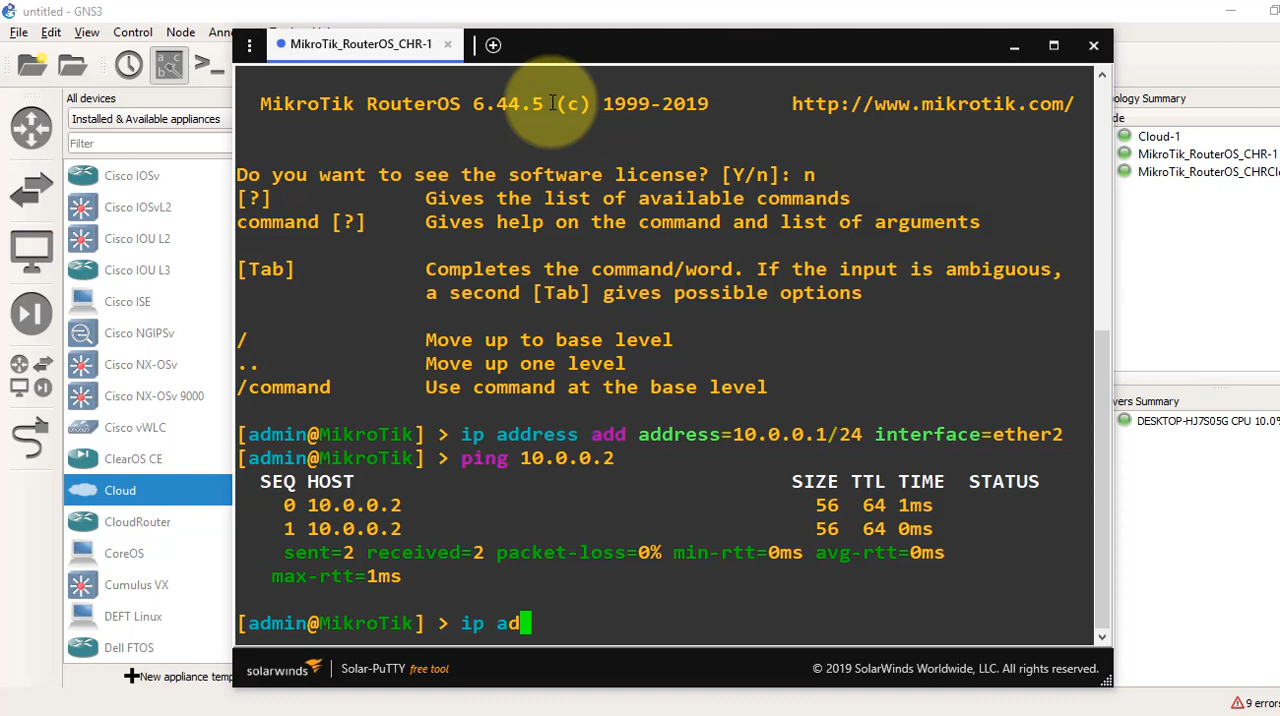 untitled - GNS3
File Edit View Control Node Ann
MikroTik_RouterOS_CHR-1
All devices
Installed & Available appliances
Filter
Cisco IOSv
Cisco IOSvL2
Cisco IOU L2
Cisco IOU L3
Cisco ISE
Cisco NGIPSv
Cisco NX-OSv
Cisco NX-OSv 9000
Cisco vWLC
ClearOS CE
Cloud
CloudRouter
CoreOS
Cumulus VX
DEFT Linux
Dell FTOS
New appliance temp
MikroTik RouterOS 6.44.5 (c) 1999-2019 http://www.mikrotik.com/
Do you want to see the software license? [Y/n]: n
[?] Gives the list of available commands
command [?] Gives help on the command and list of arguments
[Tab] Completes the command/word. If the input is ambiguous,
a second [Tab] gives possible options
/ Move up to base level
.. Move up one level
/command Use command at the base level
[admin@MikroTik] > ip address add address=10.0.0.1/24 interface=ether2
[admin@MikroTik] > ping 10.0.0.2
SEQ HOST SIZE TTL TIME STATUS
0 10.0.0.2 56 64 1ms
1 10.0.0.2 56 64 0ms
sent=2 received=2 packet-loss=0% min-rtt=0ms avg-rtt=0ms
max-rtt=1ms
[admin@MikroTik] > ip ad
solarwinds Solar-PuTTY free tool © 2019 SolarWinds Worldwide, LLC. All rights reserved.
pology Summary
de
Cloud-1
MikroTik_RouterOS_CHR-1
MikroTik_RouterOS_CHRCl
vers Summary
DESKTOP-HJ7S05G CPU 10.0%
9 errors